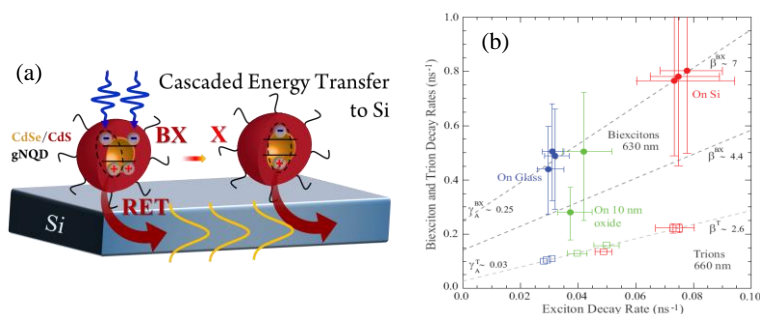 (a)
Cascaded Energy Transfer
to Si
CdSe/CdS
gNQD
BX
X
RET
Si
(b)
Biexciton and Trion Decay Rates (ns⁻¹)
1.0
0.8
0.6
0.4
0.2
0.0
β^BX ~ 7
On Si
Biexcitons
630 nm
β^BX ~ 4.4
On Glass
On 10 nm
oxide
γ_A^BX ~ 0.25
β^T ~ 2.6
γ_A^T ~ 0.03
Trions
660 nm
0.00
0.02
0.04
0.06
0.08
0.10
Exciton Decay Rate (ns⁻¹)